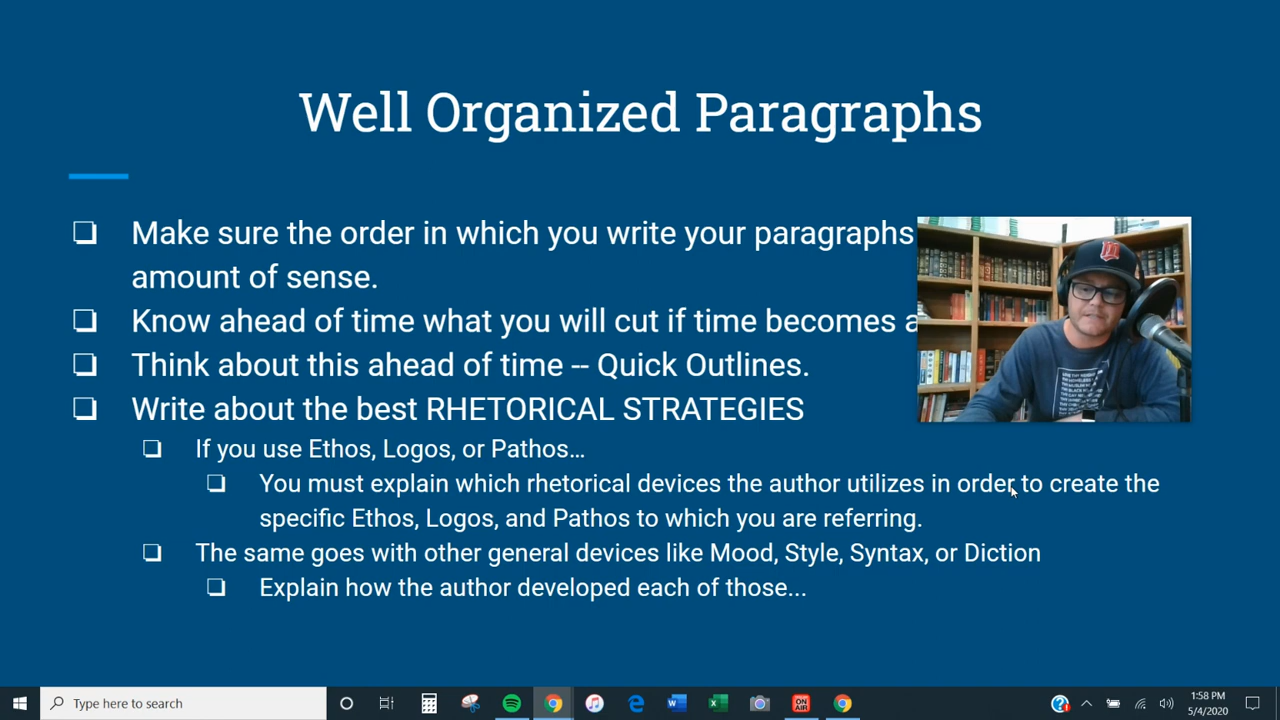 Well Organized Paragraphs
Make sure the order in which you write your paragraphs
amount of sense.
Know ahead of time what you will cut if time becomes
Think about this ahead of time -- Quick Outlines.
Write about the best RHETORICAL STRATEGIES
If you use Ethos, Logos, or Pathos...
You must explain which rhetorical devices the author utilizes in order to create the
specific Ethos, Logos, and Pathos to which you are referring.
The same goes with other general devices like Mood, Style, Syntax, or Diction
Explain how the author developed each of those...
Type here to search
ON AIR
1:58 PM
5/4/2020